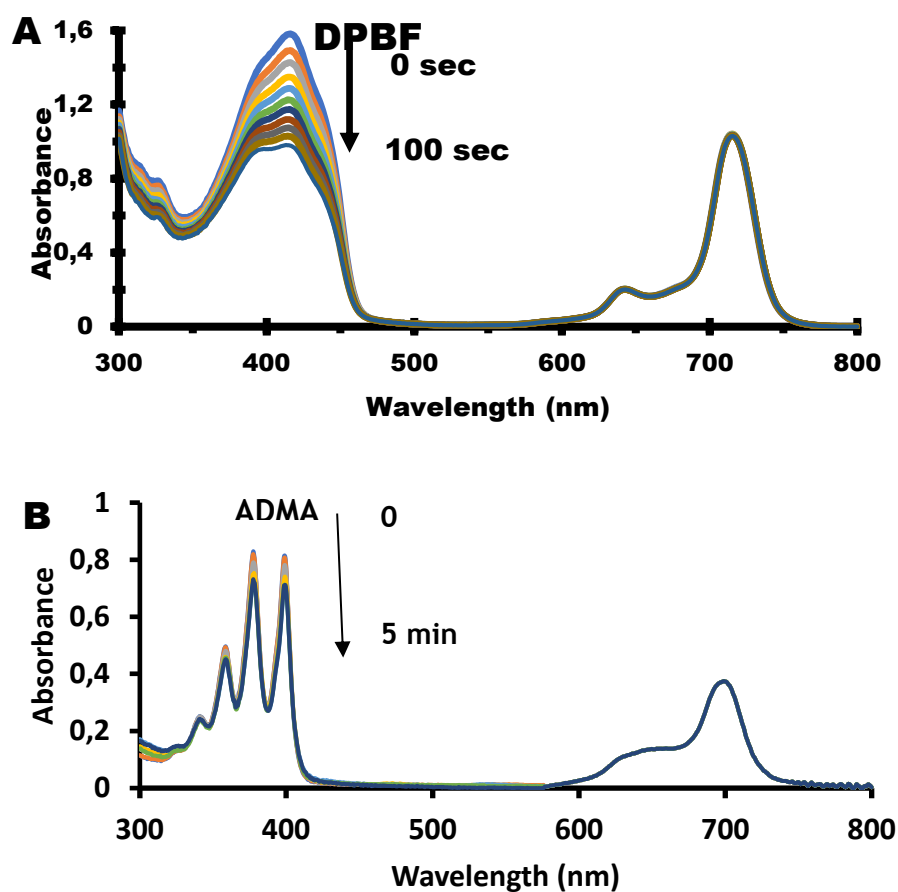 A
DPBF
0 sec
100 sec
Absorbance
1,6
1,2
0,8
0,4
0
300 400 500 600 700 800
Wavelength (nm)
B
ADMA
0
5 min
Absorbance
1
0,8
0,6
0,4
0,2
0
300 400 500 600 700 800
Wavelength (nm)